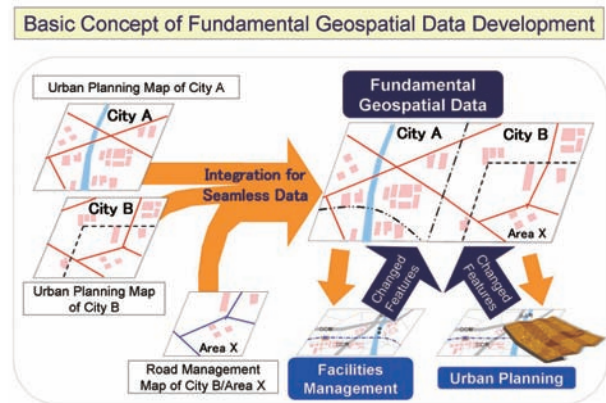 Basic Concept of Fundamental Geospatial Data Development
Urban Planning Map of City A
City A
City B
Urban Planning Map
of City B
Area X
Road Management
Map of City B/Area X
Integration for
Seamless Data
Fundamental
Geospatial Data
City A
City B
Area X
Changed
Features
Changed
Features
Facilities
Management
Urban Planning